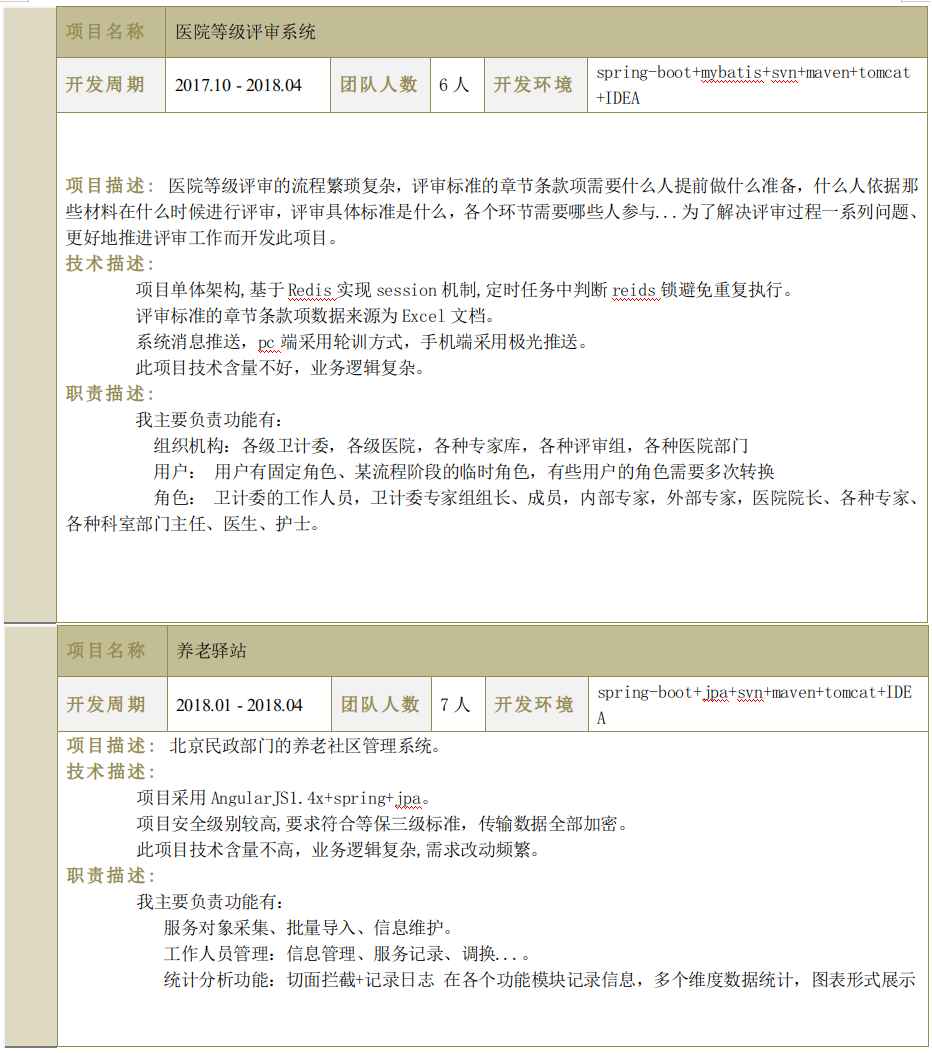 项目名称 医院等级评审系统
开发周期 2017.10 - 2018.04 团队人数 6 人 开发环境 spring-boot+mybatis+svn+maven+tomcat
+IDEA
项目描述： 医院等级评审的流程繁琐复杂，评审标准的章节条款项需要什么人提前做什么准备，什么人依据那
些材料在什么时候进行评审，评审具体标准是什么，各个环节需要哪些人参与...为了解决评审过程一系列问题、
更好地推进评审工作而开发此项目。
技术描述：
项目单体架构,基于 Redis 实现 session 机制,定时任务中判断 reids 锁避免重复执行。
评审标准的章节条款项数据来源为 Excel 文档。
系统消息推送，pc 端采用轮训方式，手机端采用极光推送。
此项目技术含量不好，业务逻辑复杂。
职责描述：
我主要负责功能有：
组织机构：各级卫计委，各级医院，各种专家库，各种评审组，各种医院部门
用户： 用户有固定角色、某流程阶段的临时角色，有些用户的角色需要多次转换
角色： 卫计委的工作人员，卫计委专家组组长、成员，内部专家，外部专家，医院院长、各种专家、
各种科室部门主任、医生、护士。
项目名称 养老驿站
开发周期 2018.01 - 2018.04 团队人数 7 人 开发环境 spring-boot+jpa+svn+maven+tomcat+IDE
A
项目描述： 北京民政部门的养老社区管理系统。
技术描述：
项目采用 AngularJS1.4x+spring+jpa。
项目安全级别较高,要求符合等保三级标准，传输数据全部加密。
此项目技术含量不高，业务逻辑复杂,需求改动频繁。
职责描述：
我主要负责功能有：
服务对象采集、批量导入、信息维护。
工作人员管理：信息管理、服务记录、调换...。
统计分析功能：切面拦截+记录日志 在各个功能模块记录信息，多个维度数据统计，图表形式展示